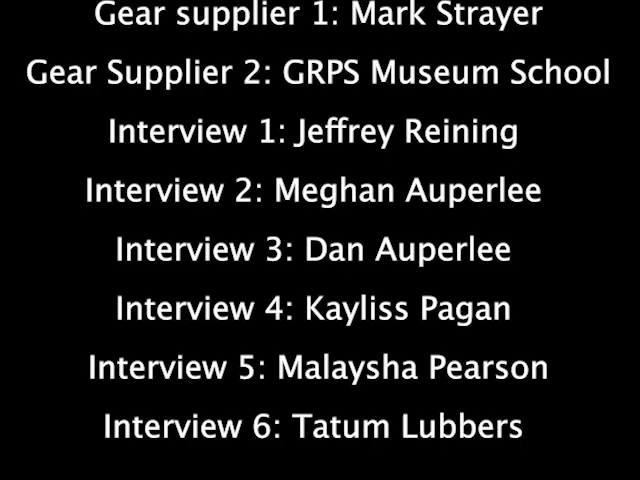 Gear supplier 1: Mark Strayer
Gear Supplier 2: GRPS Museum School
Interview 1: Jeffrey Reining
Interview 2: Meghan Auperlee
Interview 3: Dan Auperlee
Interview 4: Kayliss Pagan
Interview 5: Malaysha Pearson
Interview 6: Tatum Lubbers